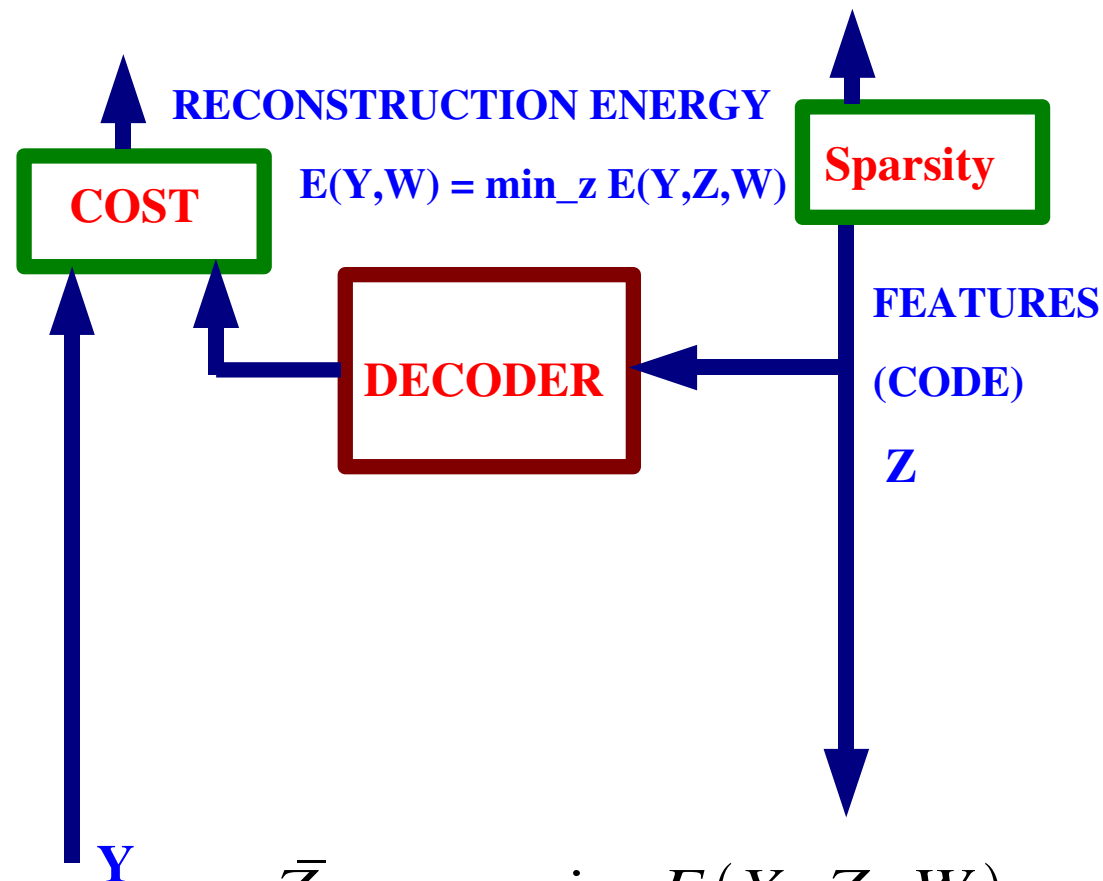 RECONSTRUCTION ENERGY
E(Y,W) = min_z E(Y,Z,W)
COST
Sparsity
FEATURES
(CODE)
Z
DECODER
Y